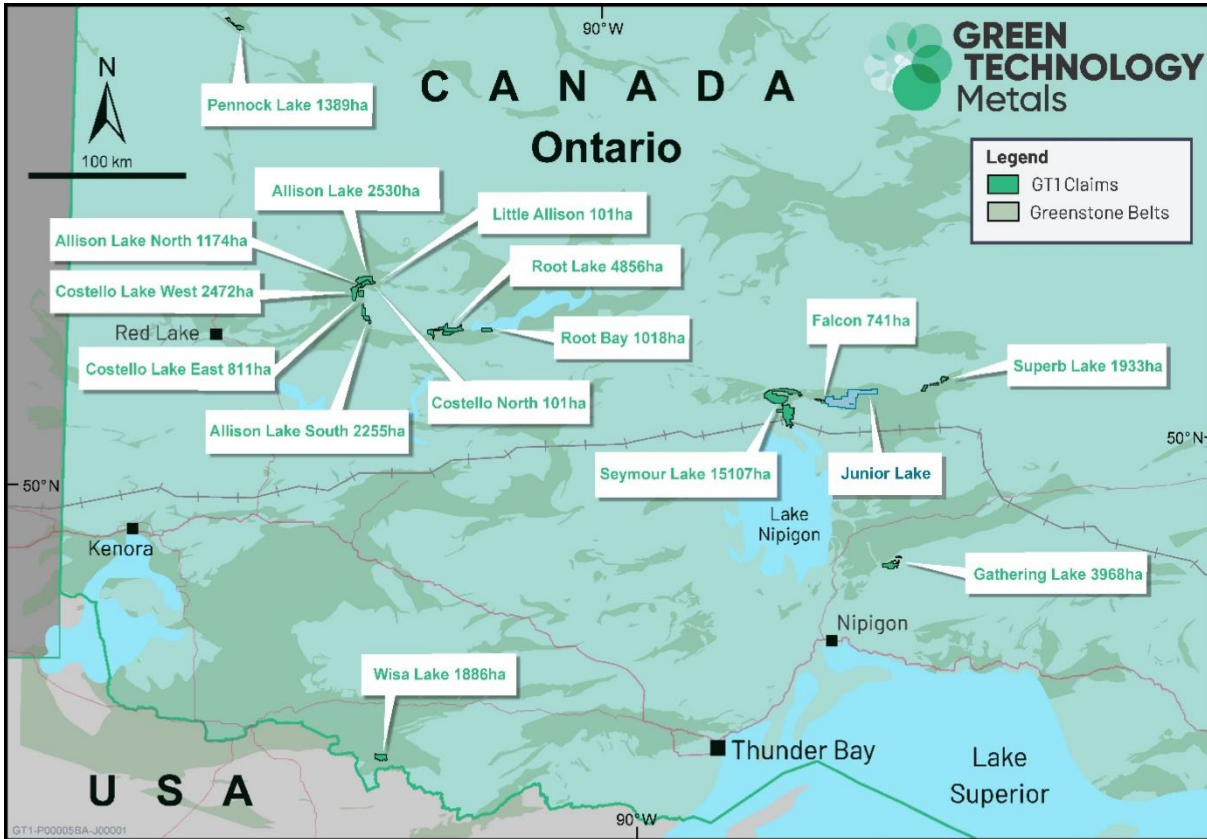 90°W
GREEN
TECHNOLOGY
Metals
N
100 km
CANADA
Ontario
Legend
GT1 Claims
Greenstone Belts
Pennock Lake 1389ha
Allison Lake 2530ha
Little Allison 101ha
Allison Lake North 1174ha
Root Lake 4856ha
Costello Lake West 2472ha
Red Lake
Falcon 741ha
Root Bay 1018ha
Superb Lake 1933ha
Costello Lake East 811ha
Costello North 101ha
Allison Lake South 2255ha
50°N
Seymour Lake 15107ha
Junior Lake
50°N
Lake
Nipigon
Kenora
Gathering Lake 3968ha
Nipigon
Wisa Lake 1886ha
Thunder Bay
Lake
Superior
USA
90°W
GT1-P00005BA-J00001